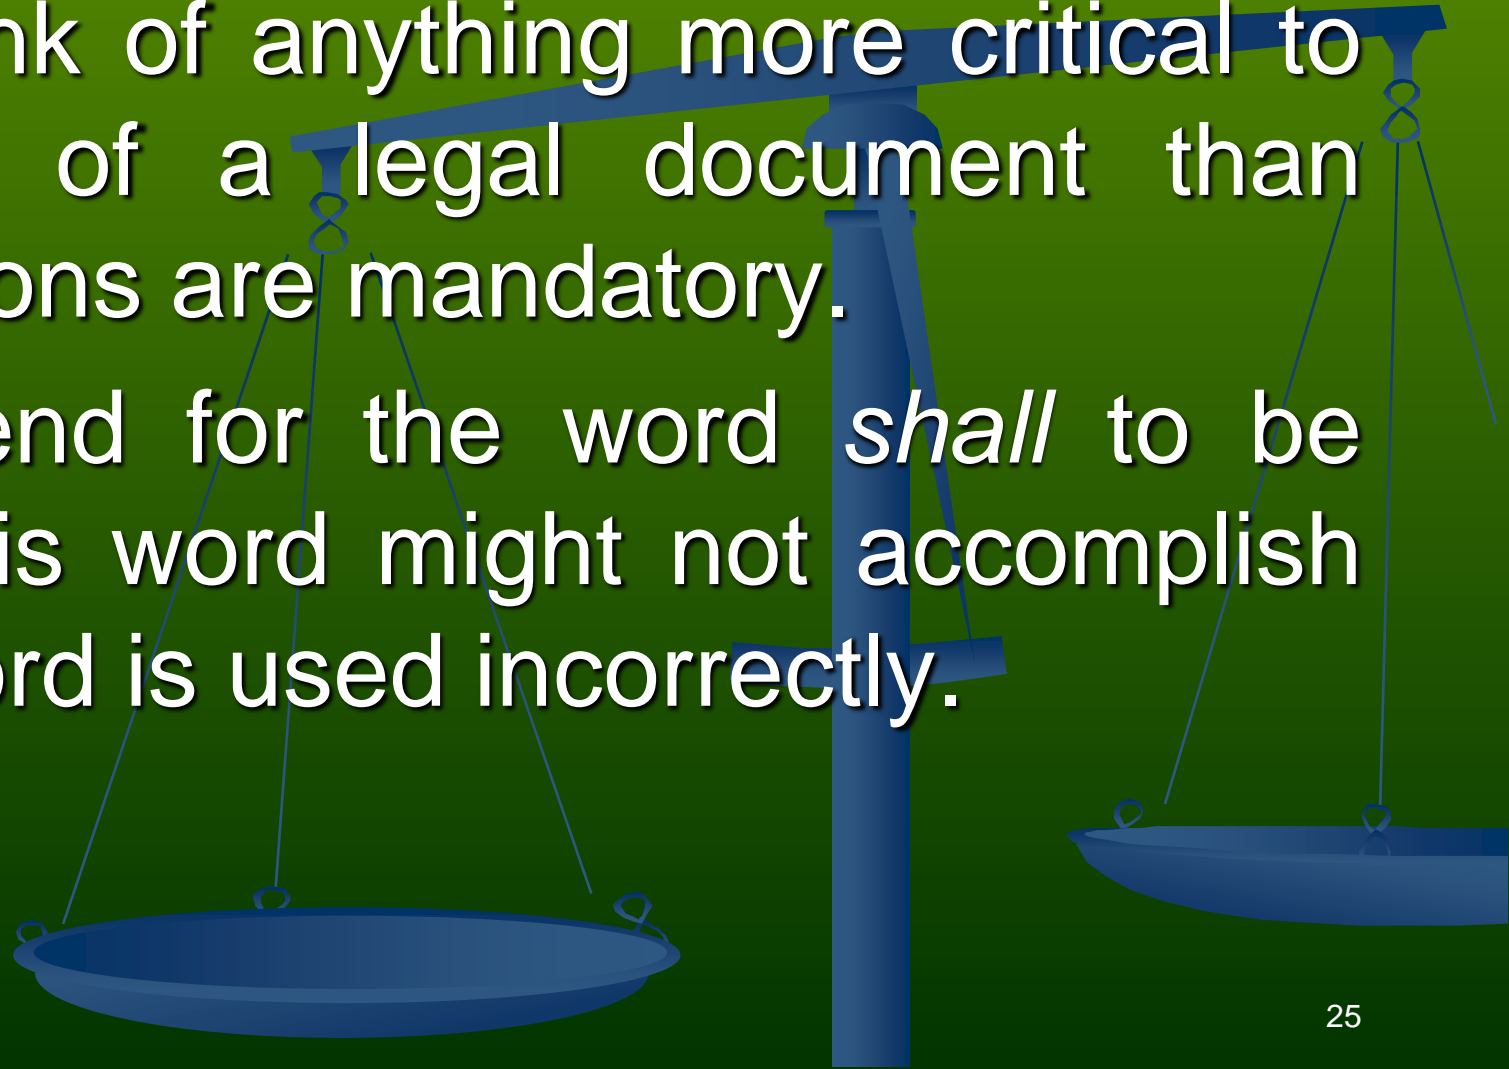 nk of anything more critical to
of a legal document than
ons are mandatory.
end for the word shall to be
is word might not accomplish
ord is used incorrectly.
25